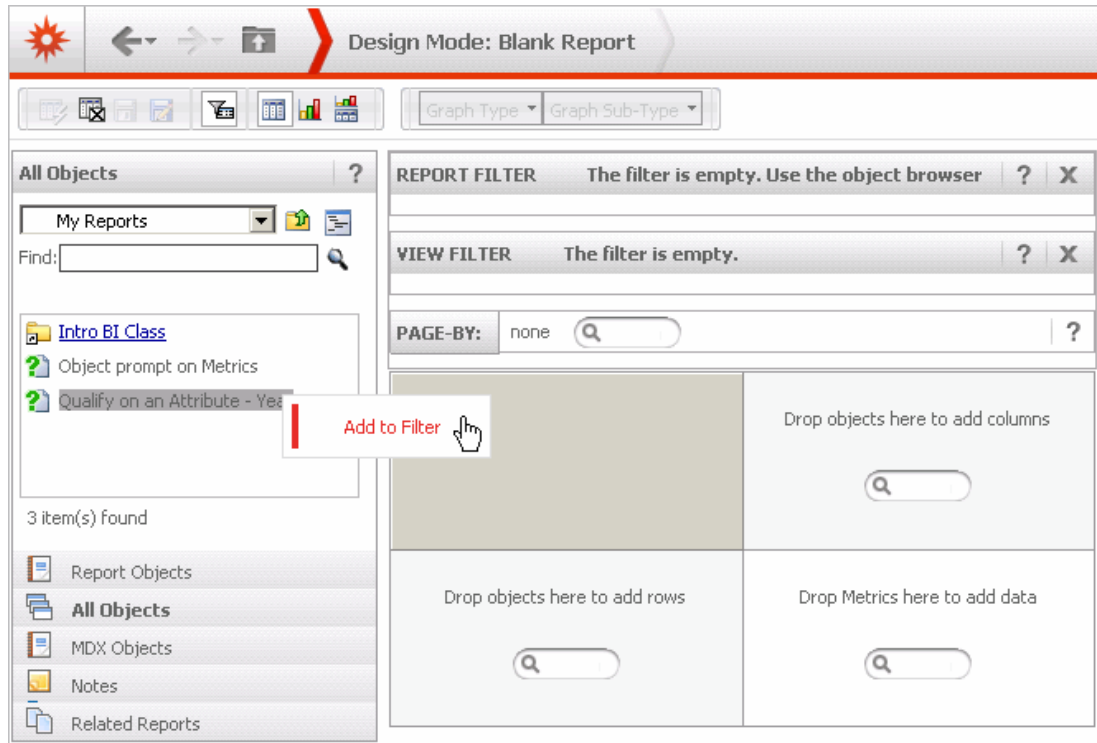 Design Mode: Blank Report
Graph Type Graph Sub-Type
All Objects ?
My Reports
Find:
Intro BI Class
Object prompt on Metrics
Qualify on an Attribute - Yea
Add to Filter
3 item(s) found
Report Objects
All Objects
MDX Objects
Notes
Related Reports
REPORT FILTER The filter is empty. Use the object browser ? X
VIEW FILTER The filter is empty. ? X
PAGE-BY: none ?
Drop objects here to add columns
Drop objects here to add rows
Drop Metrics here to add data